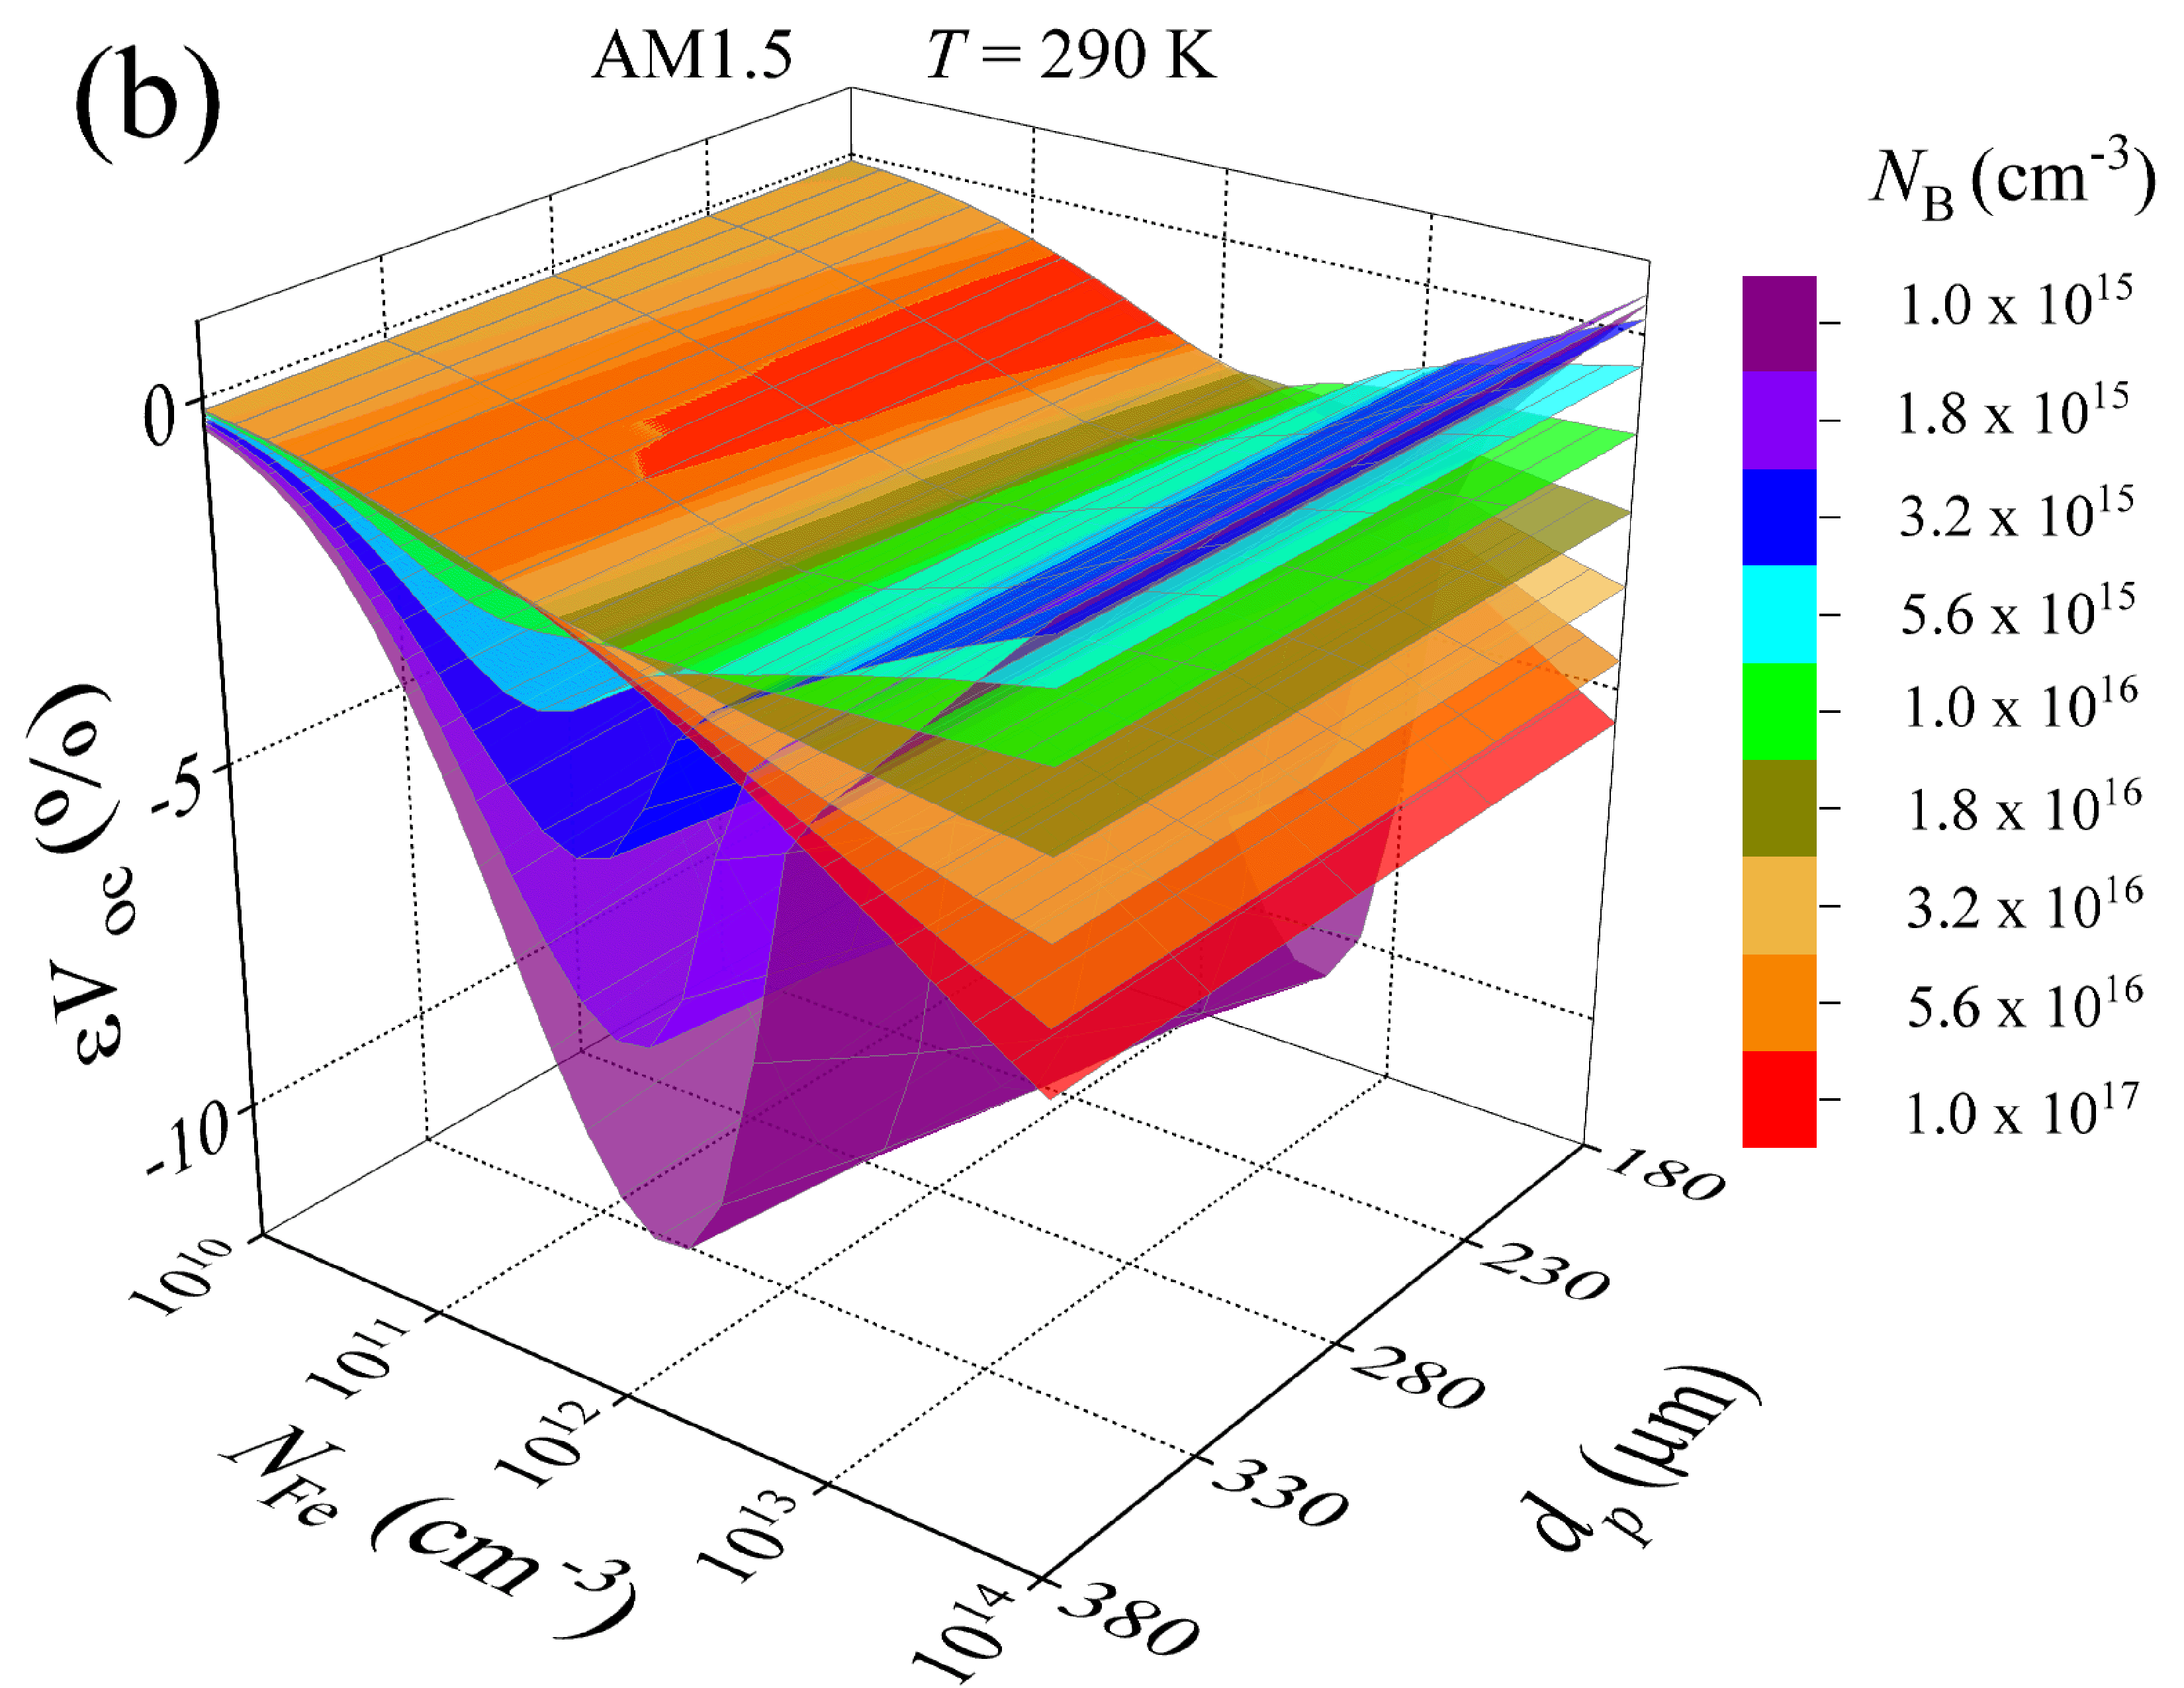 (b)
AM1.5 T = 290 K
N_B (cm^-3)
1.0 x 10^15
1.8 x 10^15
3.2 x 10^15
5.6 x 10^15
1.0 x 10^16
1.8 x 10^16
3.2 x 10^16
5.6 x 10^16
1.0 x 10^17
0
-5
-10
εV_oc (%)
10^10
10^11
10^12
10^13
10^14
N_Fe (cm^-3)
180
230
280
330
380
d_p (μm)